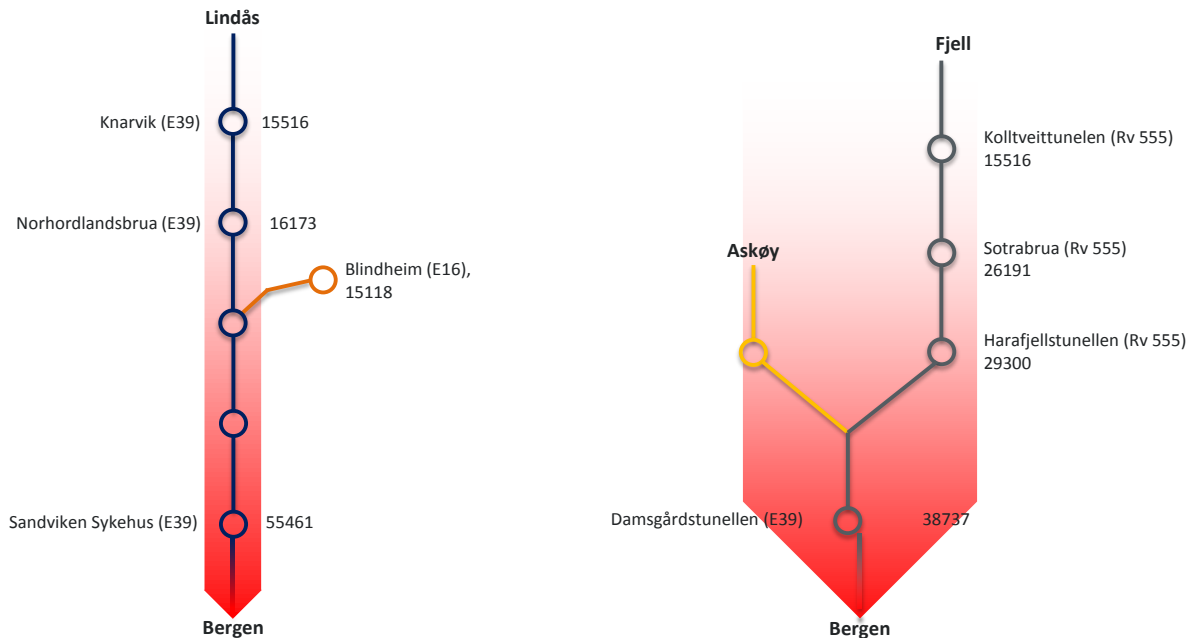 Lindås
Knarvik (E39) 15516
Norhordlandsbrua (E39) 16173
Blindheim (E16),
15118
Sandviken Sykehus (E39) 55461
Bergen
Fjell
Kolltveittunelen (Rv 555)
15516
Sotrabrua (Rv 555)
26191
Askøy
Harafjellstunellen (Rv 555)
29300
Damsgårdstunellen (E39) 38737
Bergen